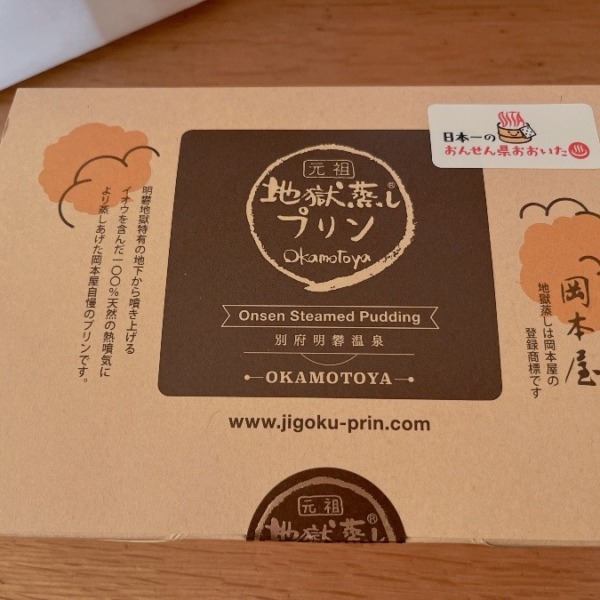 日本一の
おんせん県おおいた♨
元祖
地獄蒸し®
プリン
Okamotoya
Onsen Steamed Pudding
別府明礬温泉
OKAMOTOYA
www.jigoku-prin.com
明礬地獄特有の地下から噴き上げる
イオウを含んだ一〇〇%天然の熱噴気に
より蒸しあげた岡本屋自慢のプリンです。
岡本屋
地獄蒸しは岡本屋の
登録商標です
元祖
地獄蒸し®